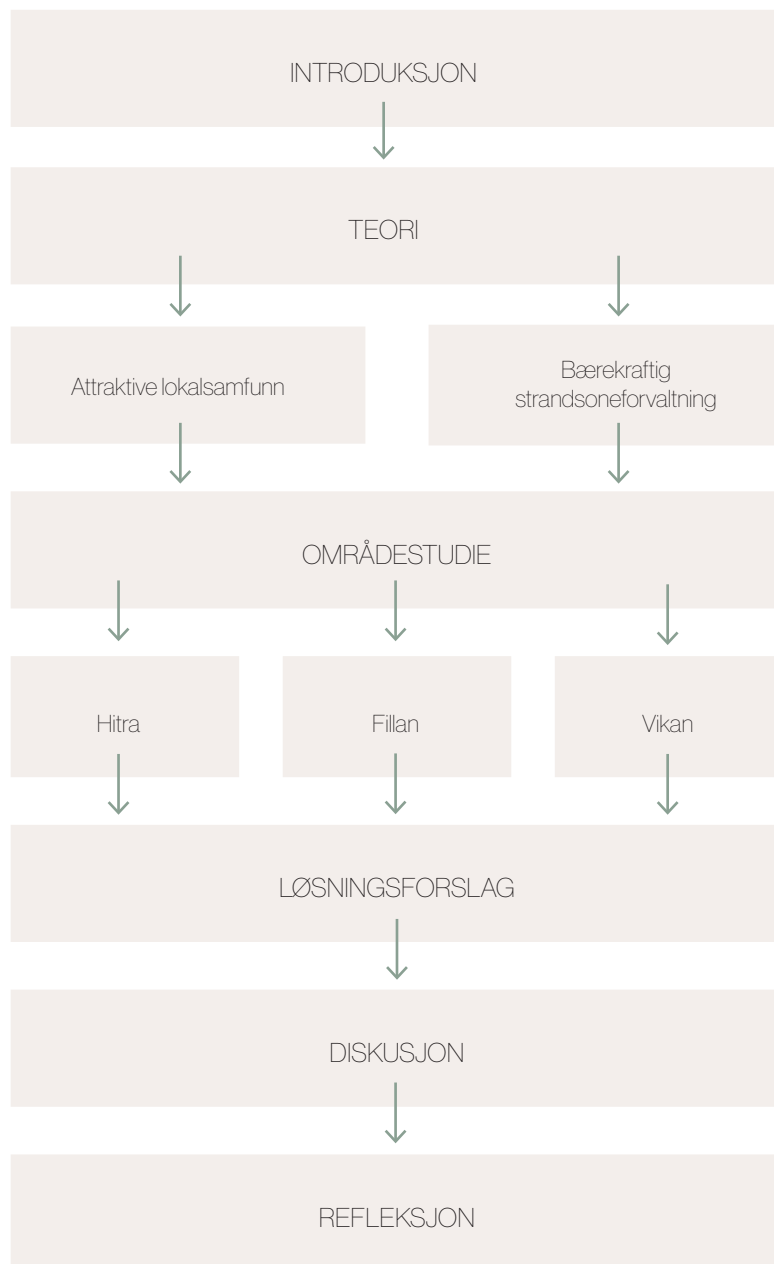 INTRODUKSJON
TEORI
Attraktive lokalsamfunn
Bærekraftig
strandsoneforvaltning
OMRÅDESTUDIE
Hitra
Fillan
Vikan
LØSNINGSFORSLAG
DISKUSJON
REFLEKSJON